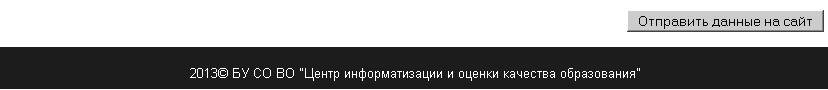 Отправить данные на сайт
2013© БУ СО ВО "Центр информатизации и оценки качества образования"